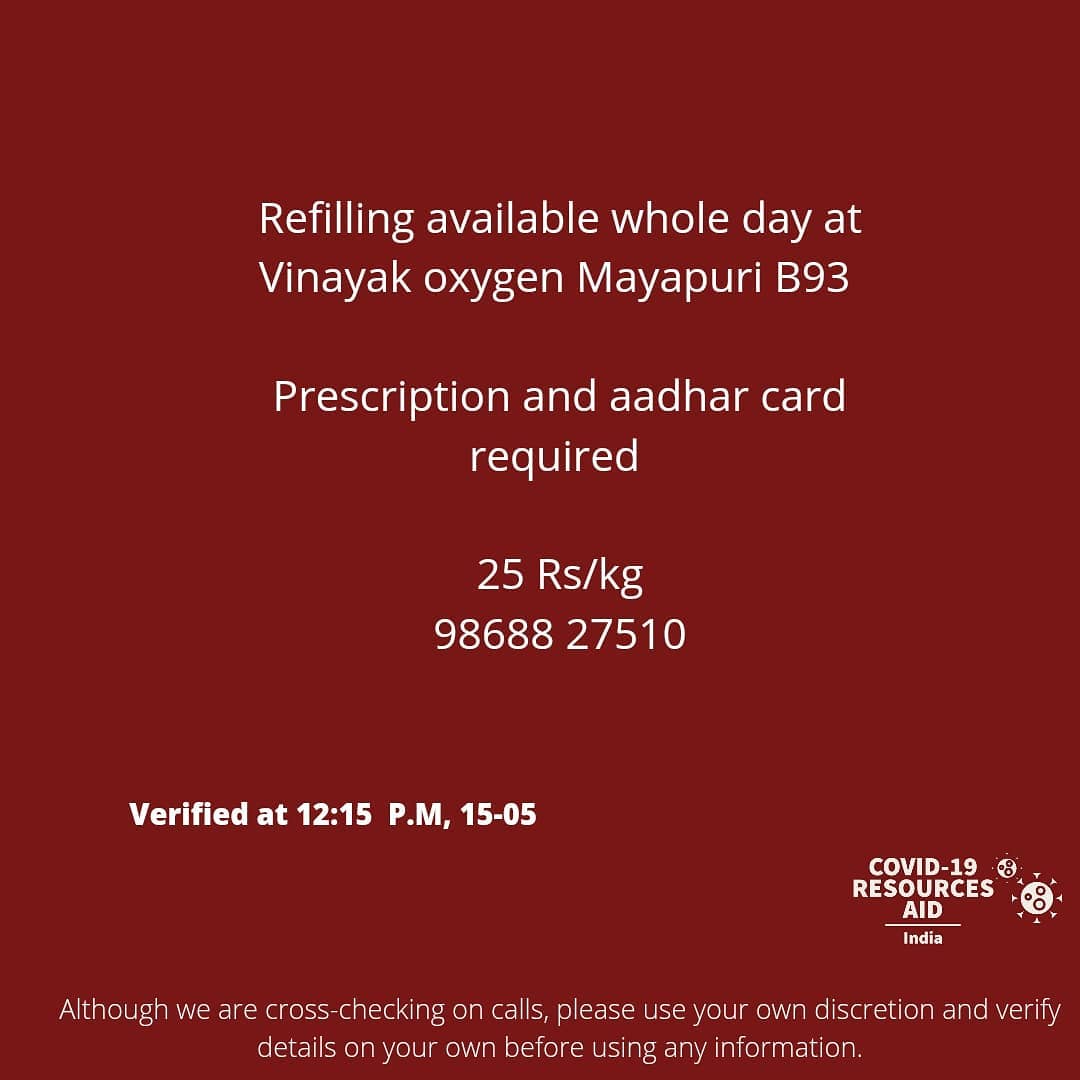 Refilling available whole day at
Vinayak oxygen Mayapuri B93
Prescription and aadhar card
required
25 Rs/kg
98688 27510
Verified at 12:15 P.M, 15-05
COVID-19
RESOURCES
AID
India
Although we are cross-checking on calls, please use your own discretion and verify
details on your own before using any information.